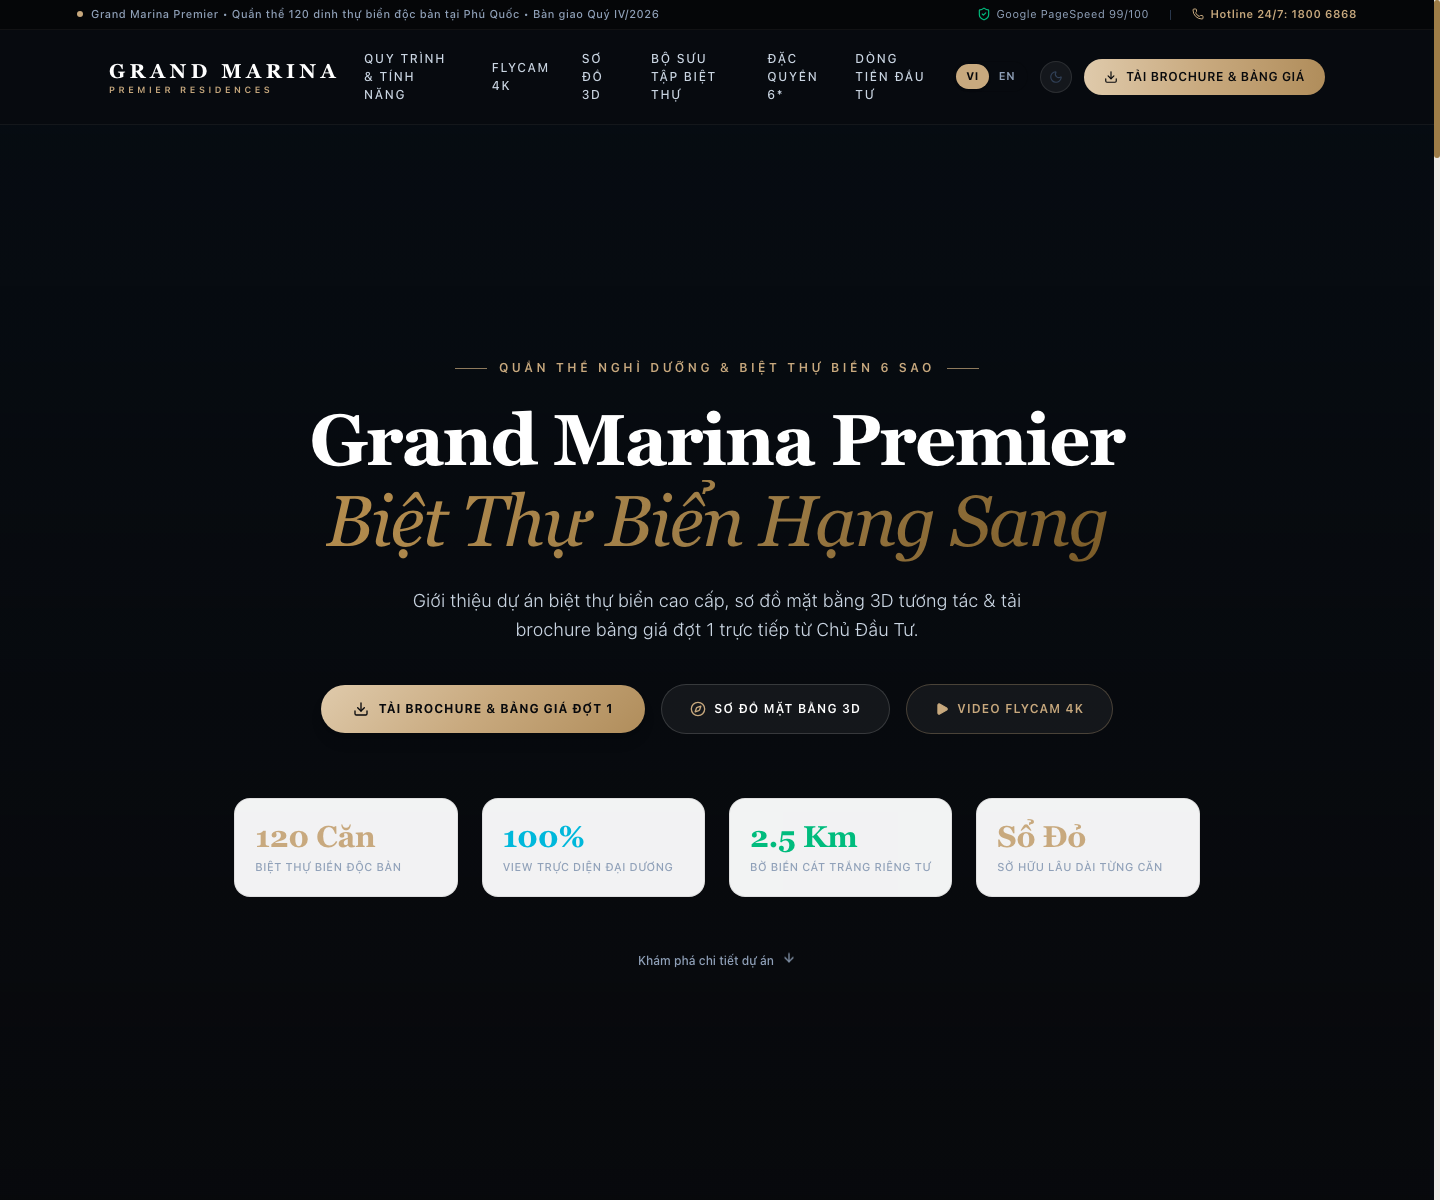 Grand Marina Premier • Quần thể 120 dinh thự biển độc bản tại Phú Quốc • Bàn giao Quý IV/2026
Google PageSpeed 99/100 | Hotline 24/7: 1800 6868
GRAND MARINA
PREMIER RESIDENCES
QUY TRÌNH
& TÍNH
NĂNG
FLYCAM
4K
SƠ
ĐỒ
3D
BỘ SƯU
TẬP BIỆT
THỰ
ĐẶC
QUYỀN
6*
DÒNG
TIỀN ĐẦU
TƯ
VI EN
TẢI BROCHURE & BẢNG GIÁ
QUẦN THỂ NGHỈ DƯỠNG & BIỆT THỰ BIỂN 6 SAO
Grand Marina Premier
Biệt Thự Biển Hạng Sang
Giới thiệu dự án biệt thự biển cao cấp, sơ đồ mặt bằng 3D tương tác & tải
brochure bảng giá đợt 1 trực tiếp từ Chủ Đầu Tư.
TẢI BROCHURE & BẢNG GIÁ ĐỢT 1
SƠ ĐỒ MẶT BẰNG 3D
VIDEO FLYCAM 4K
120 Căn
BIỆT THỰ BIỂN ĐỘC BẢN
100%
VIEW TRỰC DIỆN ĐẠI DƯƠNG
2.5 Km
BỜ BIỂN CÁT TRẮNG RIÊNG TƯ
Sổ Đỏ
SỞ HỮU LÂU DÀI TỪNG CĂN
Khám phá chi tiết dự án